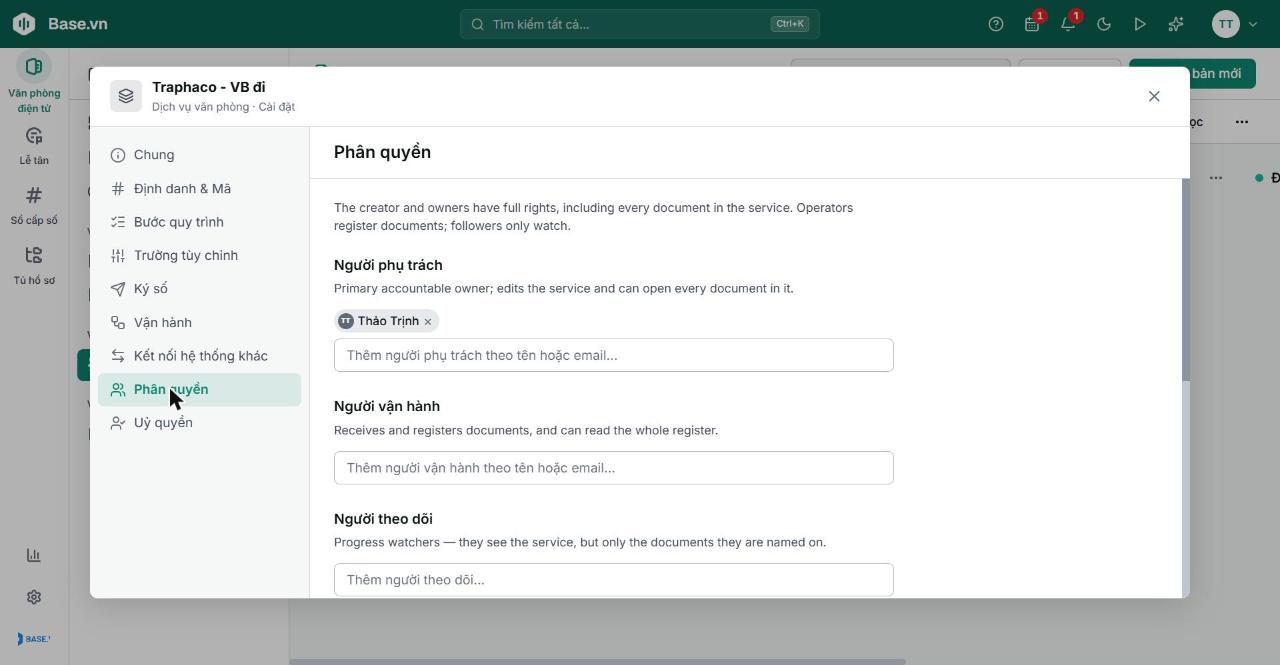 Base.vn
Tìm kiếm tất cả...
Ctrl+K
1
1
TT
Văn phòng
điện tử
Lễ tân
Sổ cấp số
Tủ hồ sơ
BASE.
bản mới
ọc
Traphaco - VB đi
Dịch vụ văn phòng · Cài đặt
Chung
Định danh & Mã
Bước quy trình
Trường tùy chỉnh
Ký số
Vận hành
Kết nối hệ thống khác
Phân quyền
Uỷ quyền
Phân quyền
The creator and owners have full rights, including every document in the service. Operators
register documents; followers only watch.
Người phụ trách
Primary accountable owner; edits the service and can open every document in it.
TT Thảo Trịnh ×
Thêm người phụ trách theo tên hoặc email...
Người vận hành
Receives and registers documents, and can read the whole register.
Thêm người vận hành theo tên hoặc email...
Người theo dõi
Progress watchers — they see the service, but only the documents they are named on.
Thêm người theo dõi...